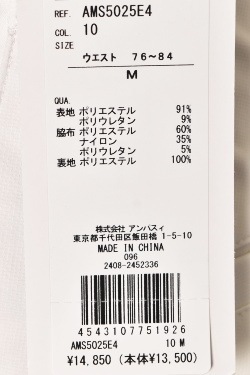 REF. AMS5025E4
COL. 10
SIZE
ウエスト 76～84
M
QUA.
表地 ポリエステル 91%
ポリウレタン 9%
脇布 ポリエステル 60%
ナイロン 35%
ポリウレタン 5%
裏地 ポリエステル 100%
株式会社 アンバスィ
東京都千代田区飯田橋 1-5-10
MADE IN CHINA
096
2408-2452336
4543107751926
AMS5025E4 10 M
¥14,850 (本体¥13,500)